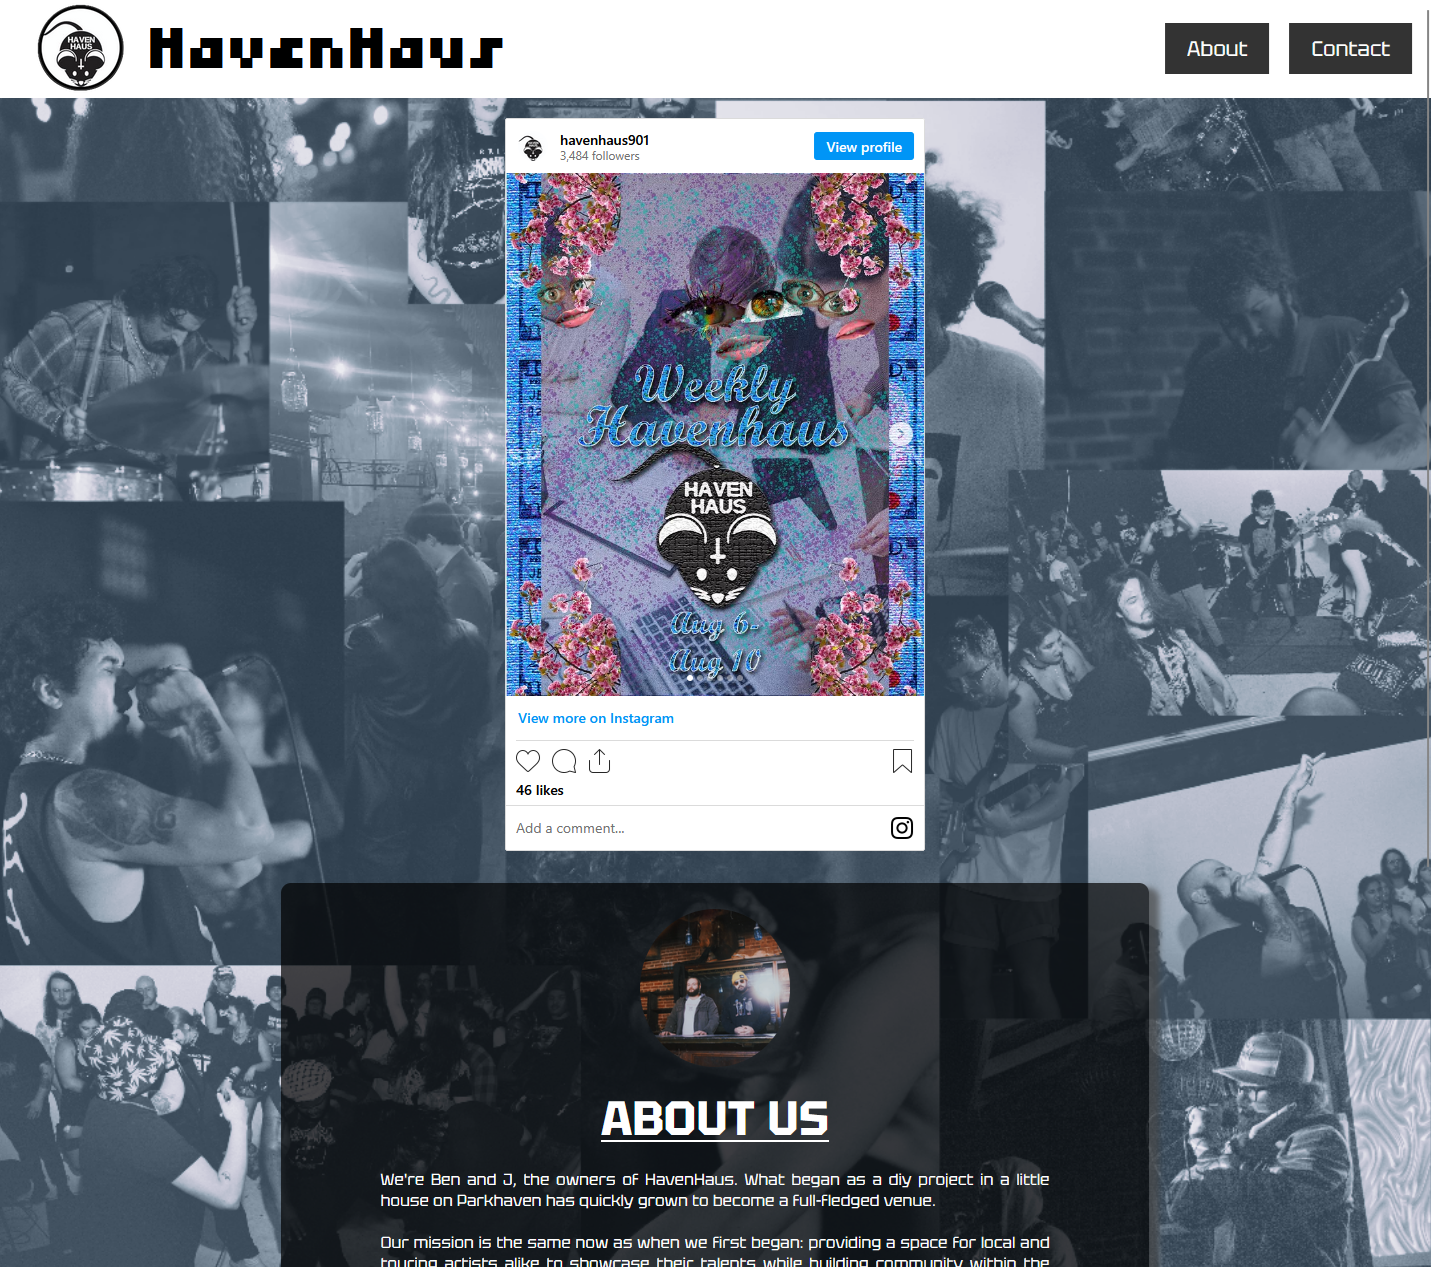 HAVEN
HAUS
HavenHaus
About
Contact
havenhaus901
3,484 followers
View profile
Weekly
Havenhaus
HAVEN
HAUS
Aug 6-
Aug 10
View more on Instagram
46 likes
Add a comment...
ABOUT US
We're Ben and J, the owners of HavenHaus. What began as a diy project in a little
house on Parkhaven has quickly grown to become a full-fledged venue.
Our mission is the same now as when we first began: providing a space for local and
touring artists alike to showcase their talents while building community within the